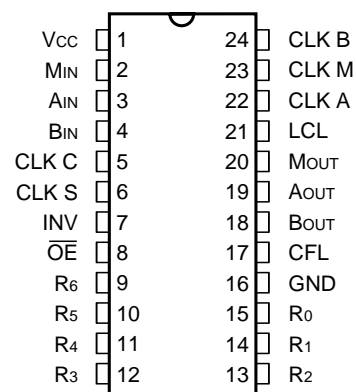 VCC 1 24 CLK B
MIN 2 23 CLK M
AIN 3 22 CLK A
BIN 4 21 LCL
CLK C 5 20 MOUT
CLK S 6 19 AOUT
INV 7 18 BOUT
O̅E̅ 8 17 CFL
R6 9 16 GND
R5 10 15 R0
R4 11 14 R1
R3 12 13 R2